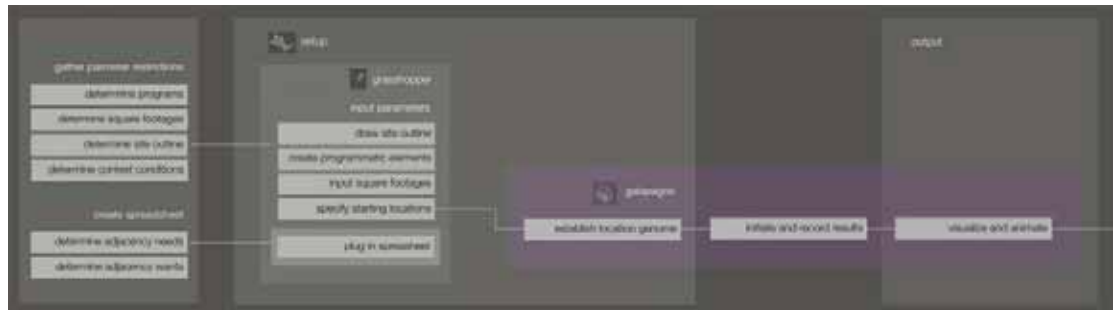 setup
output
grasshopper
gather parameter restrictions
input parameters
determine programs
determine square footages
determine site outline
determine context conditions
draw site outline
create programmatic elements
input square footages
specify starting locations
galapagos
create spreadsheet
establish location genome
initiate and record results
visualize and animate
determine adjacency needs
plug in spreadsheet
determine adjacency wants